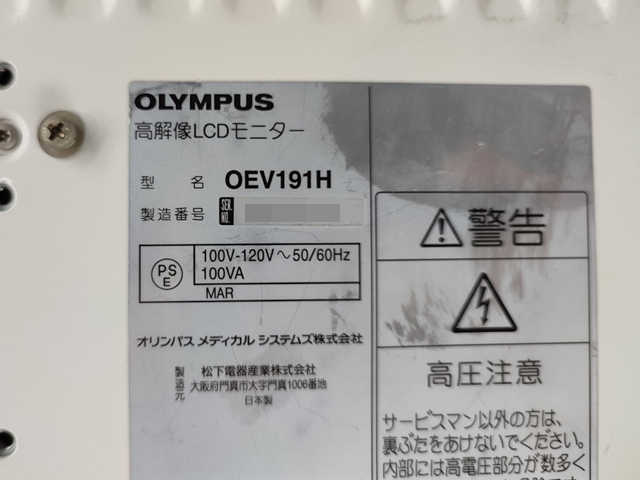 OLYMPUS
高解像LCDモニター
型 名 OEV191H
製造番号 SER. NO.
PS E
100V-120V～50/60Hz
100VA
MAR
オリンパス メディカル システムズ株式会社
製造元 松下電器産業株式会社
大阪府門真市大字門真1006番地
日本製
警告
高圧注意
サービスマン以外の方は、
裏ぶたをあけないでください。
内部には高電圧部分が数多く